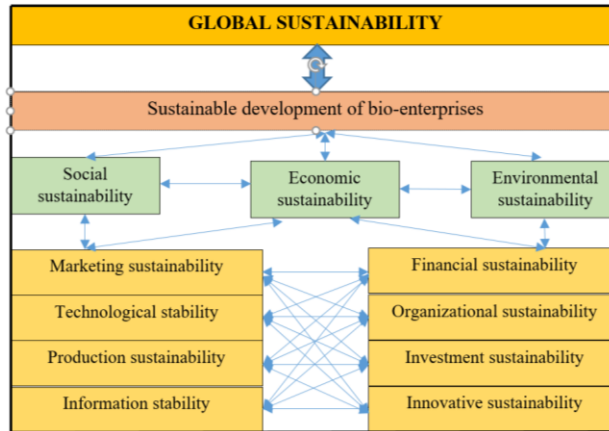 GLOBAL SUSTAINABILITY
Sustainable development of bio-enterprises
Social
sustainability
Economic
sustainability
Environmental
sustainability
Marketing sustainability
Financial sustainability
Technological stability
Organizational sustainability
Production sustainability
Investment sustainability
Information stability
Innovative sustainability